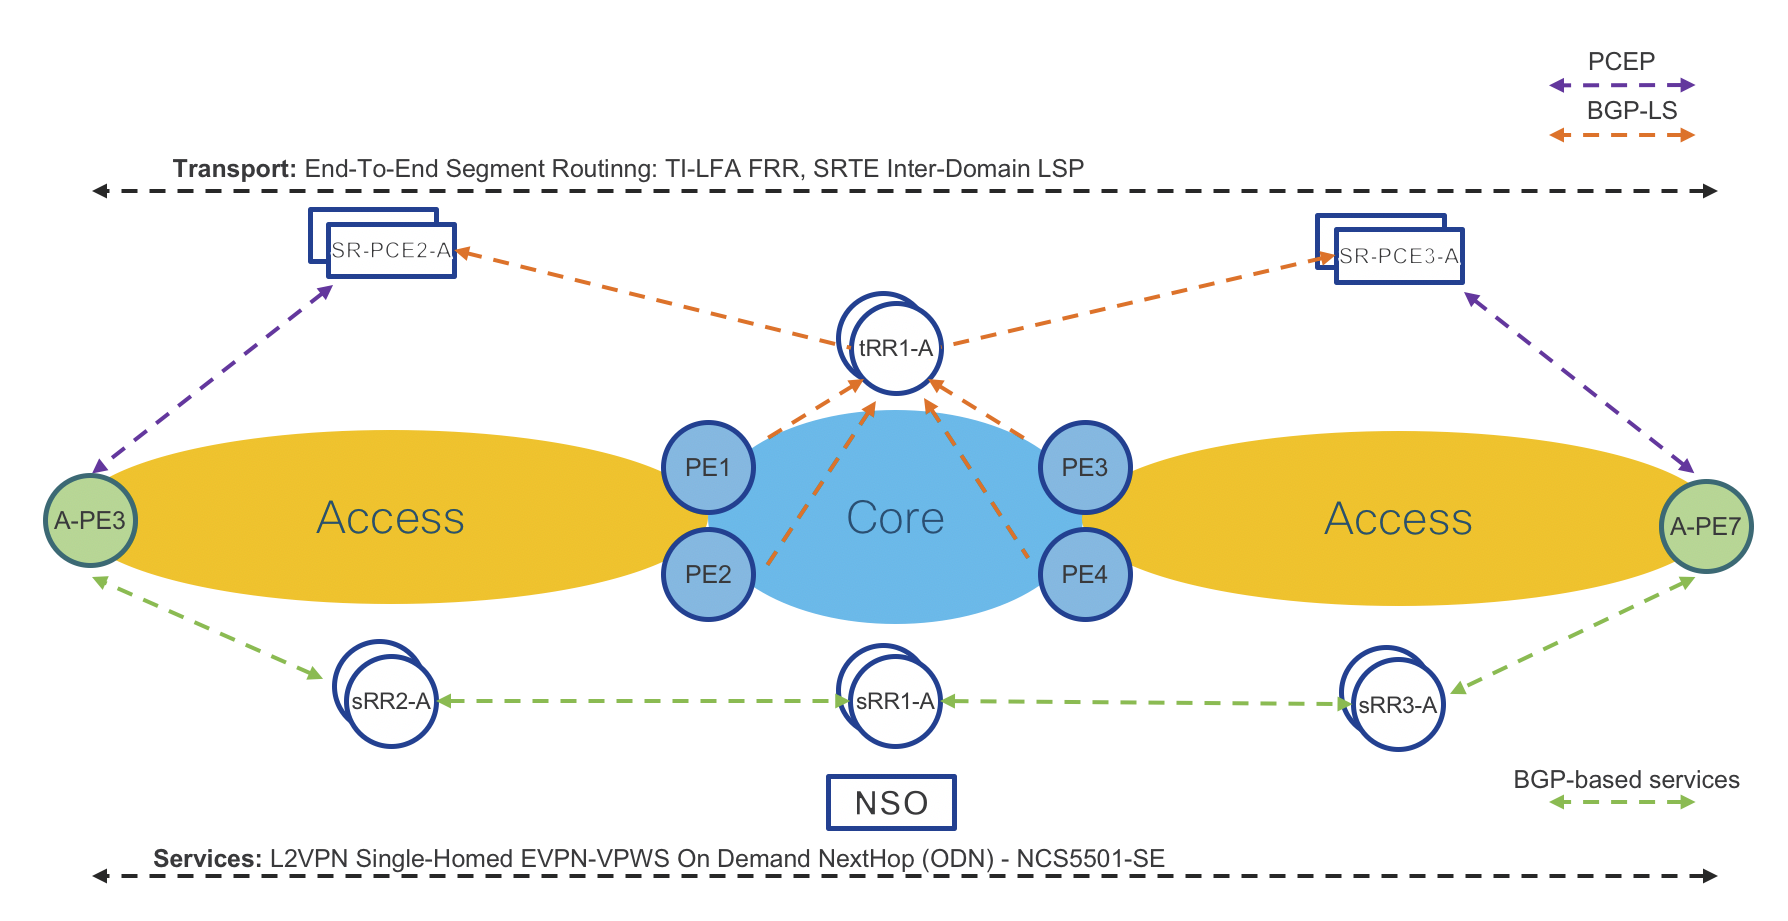 PCEP
BGP-LS
Transport: End-To-End Segment Routinng: TI-LFA FRR, SRTE Inter-Domain LSP
SR-PCE2-A
SR-PCE3-A
tRR1-A
PE1
PE3
A-PE3
Access
Core
Access
A-PE7
PE2
PE4
sRR2-A
sRR1-A
sRR3-A
BGP-based services
NSO
Services: L2VPN Single-Homed EVPN-VPWS On Demand NextHop (ODN) - NCS5501-SE